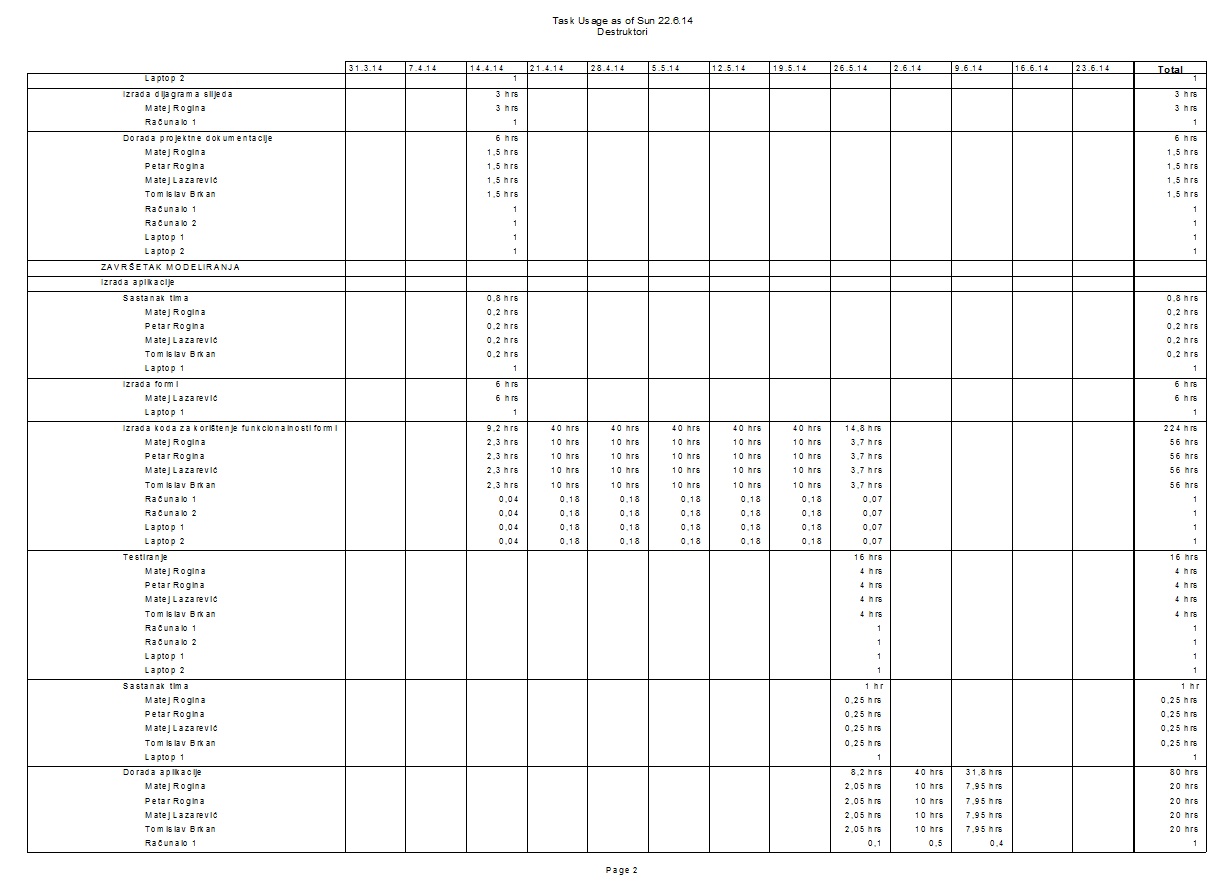 Task Usage as of Sun 22.6.14
Destruktori
31.3.14 7.4.14 14.4.14 21.4.14 28.4.14 5.5.14 12.5.14 19.5.14 26.5.14 2.6.14 9.6.14 16.6.14 23.6.14 Total
Laptop 2 1 1
Izrada dijagrama slijeda 3 hrs 3 hrs
Matej Rogina 3 hrs 3 hrs
Računalo 1 1 1
Dorada projektne dokumentacije 6 hrs 6 hrs
Matej Rogina 1,5 hrs 1,5 hrs
Petar Rogina 1,5 hrs 1,5 hrs
Matej Lazarević 1,5 hrs 1,5 hrs
Tomislav Brkan 1,5 hrs 1,5 hrs
Računalo 1 1 1
Računalo 2 1 1
Laptop 1 1 1
Laptop 2 1 1
ZAVRŠETAK MODELIRANJA
Izrada aplikacije
Sastanak tima 0,8 hrs 0,8 hrs
Matej Rogina 0,2 hrs 0,2 hrs
Petar Rogina 0,2 hrs 0,2 hrs
Matej Lazarević 0,2 hrs 0,2 hrs
Tomislav Brkan 0,2 hrs 0,2 hrs
Laptop 1 1 1
Izrada formi 6 hrs 6 hrs
Matej Lazarević 6 hrs 6 hrs
Laptop 1 1 1
Izrada koda za korištenje funkcionalnosti formi 9,2 hrs 40 hrs 40 hrs 40 hrs 40 hrs 40 hrs 14,8 hrs 224 hrs
Matej Rogina 2,3 hrs 10 hrs 10 hrs 10 hrs 10 hrs 10 hrs 3,7 hrs 56 hrs
Petar Rogina 2,3 hrs 10 hrs 10 hrs 10 hrs 10 hrs 10 hrs 3,7 hrs 56 hrs
Matej Lazarević 2,3 hrs 10 hrs 10 hrs 10 hrs 10 hrs 10 hrs 3,7 hrs 56 hrs
Tomislav Brkan 2,3 hrs 10 hrs 10 hrs 10 hrs 10 hrs 10 hrs 3,7 hrs 56 hrs
Računalo 1 0,04 0,18 0,18 0,18 0,18 0,18 0,07 1
Računalo 2 0,04 0,18 0,18 0,18 0,18 0,18 0,07 1
Laptop 1 0,04 0,18 0,18 0,18 0,18 0,18 0,07 1
Laptop 2 0,04 0,18 0,18 0,18 0,18 0,18 0,07 1
Testiranje 16 hrs 16 hrs
Matej Rogina 4 hrs 4 hrs
Petar Rogina 4 hrs 4 hrs
Matej Lazarević 4 hrs 4 hrs
Tomislav Brkan 4 hrs 4 hrs
Računalo 1 1 1
Računalo 2 1 1
Laptop 1 1 1
Laptop 2 1 1
Sastanak tima 1 hr 1 hr
Matej Rogina 0,25 hrs 0,25 hrs
Petar Rogina 0,25 hrs 0,25 hrs
Matej Lazarević 0,25 hrs 0,25 hrs
Tomislav Brkan 0,25 hrs 0,25 hrs
Laptop 1 1 1
Dorada aplikacije 8,2 hrs 40 hrs 31,8 hrs 80 hrs
Matej Rogina 2,05 hrs 10 hrs 7,95 hrs 20 hrs
Petar Rogina 2,05 hrs 10 hrs 7,95 hrs 20 hrs
Matej Lazarević 2,05 hrs 10 hrs 7,95 hrs 20 hrs
Tomislav Brkan 2,05 hrs 10 hrs 7,95 hrs 20 hrs
Računalo 1 0,1 0,5 0,4 1
Page 2